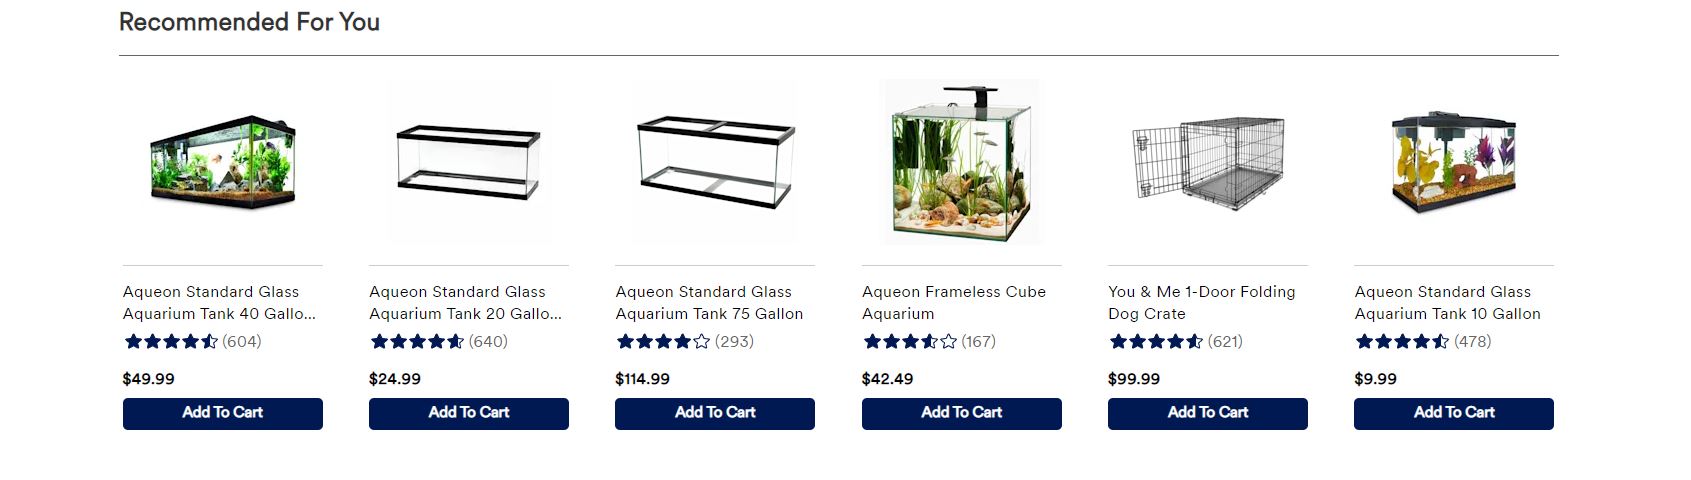 Recommended For You
Aqueon Standard Glass
Aquarium Tank 40 Gallo...
(604)
$49.99
Add To Cart
Aqueon Standard Glass
Aquarium Tank 20 Gallo...
(640)
$24.99
Add To Cart
Aqueon Standard Glass
Aquarium Tank 75 Gallon
(293)
$114.99
Add To Cart
Aqueon Frameless Cube
Aquarium
(167)
$42.49
Add To Cart
You & Me 1-Door Folding
Dog Crate
(621)
$99.99
Add To Cart
Aqueon Standard Glass
Aquarium Tank 10 Gallon
(478)
$9.99
Add To Cart